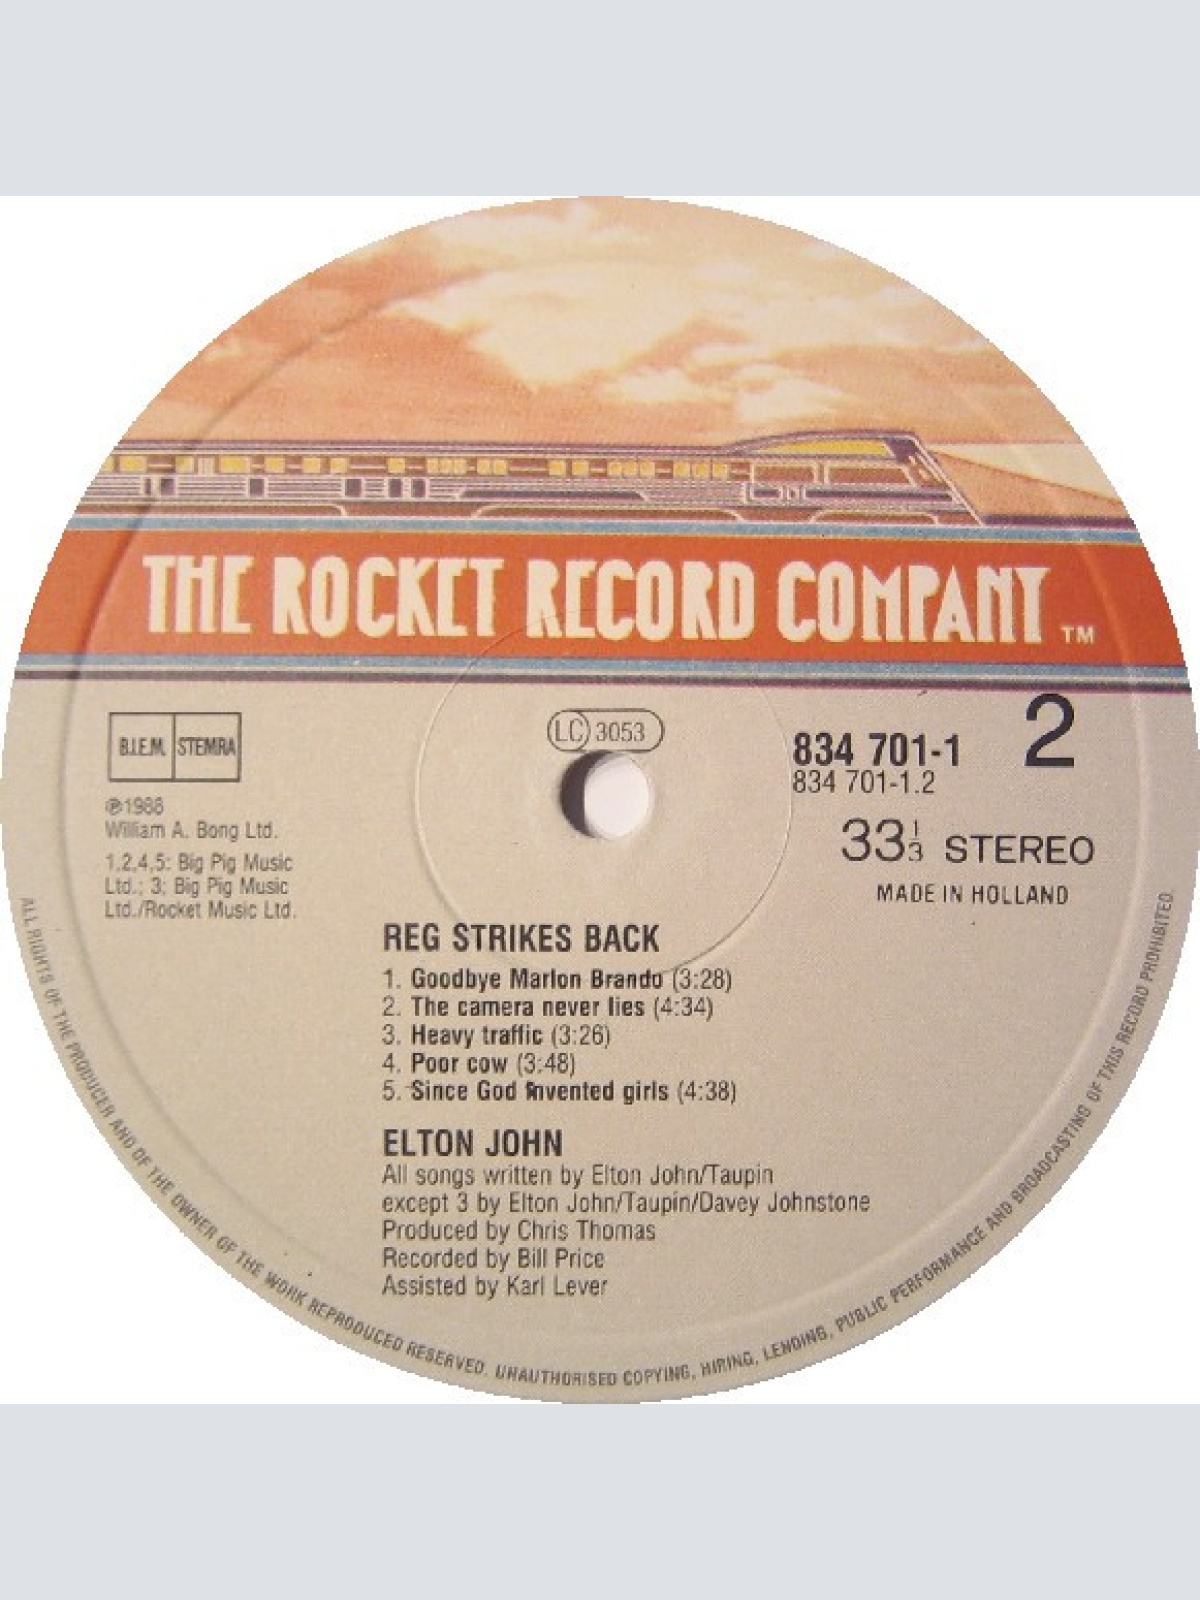 THE ROCKET RECORD COMPANY TM
B.I.E.M. STEMRA
LC 3053
834 701-1 2
834 701-1.2
33 1/3 STEREO
MADE IN HOLLAND
℗1988
William A. Bong Ltd.
1,2,4,5: Big Pig Music
Ltd.; 3: Big Pig Music
Ltd./Rocket Music Ltd.
REG STRIKES BACK
1. Goodbye Marlon Brando (3:28)
2. The camera never lies (4:34)
3. Heavy traffic (3:26)
4. Poor cow (3:48)
5. Since God invented girls (4:38)
ELTON JOHN
All songs written by Elton John/Taupin
except 3 by Elton John/Taupin/Davey Johnstone
Produced by Chris Thomas
Recorded by Bill Price
Assisted by Karl Lever
ALL RIGHTS OF THE PRODUCER AND OF THE OWNER OF THE WORK REPRODUCED RESERVED. UNAUTHORISED COPYING, HIRING, LENDING, PUBLIC PERFORMANCE AND BROADCASTING OF THIS RECORD PROHIBITED.